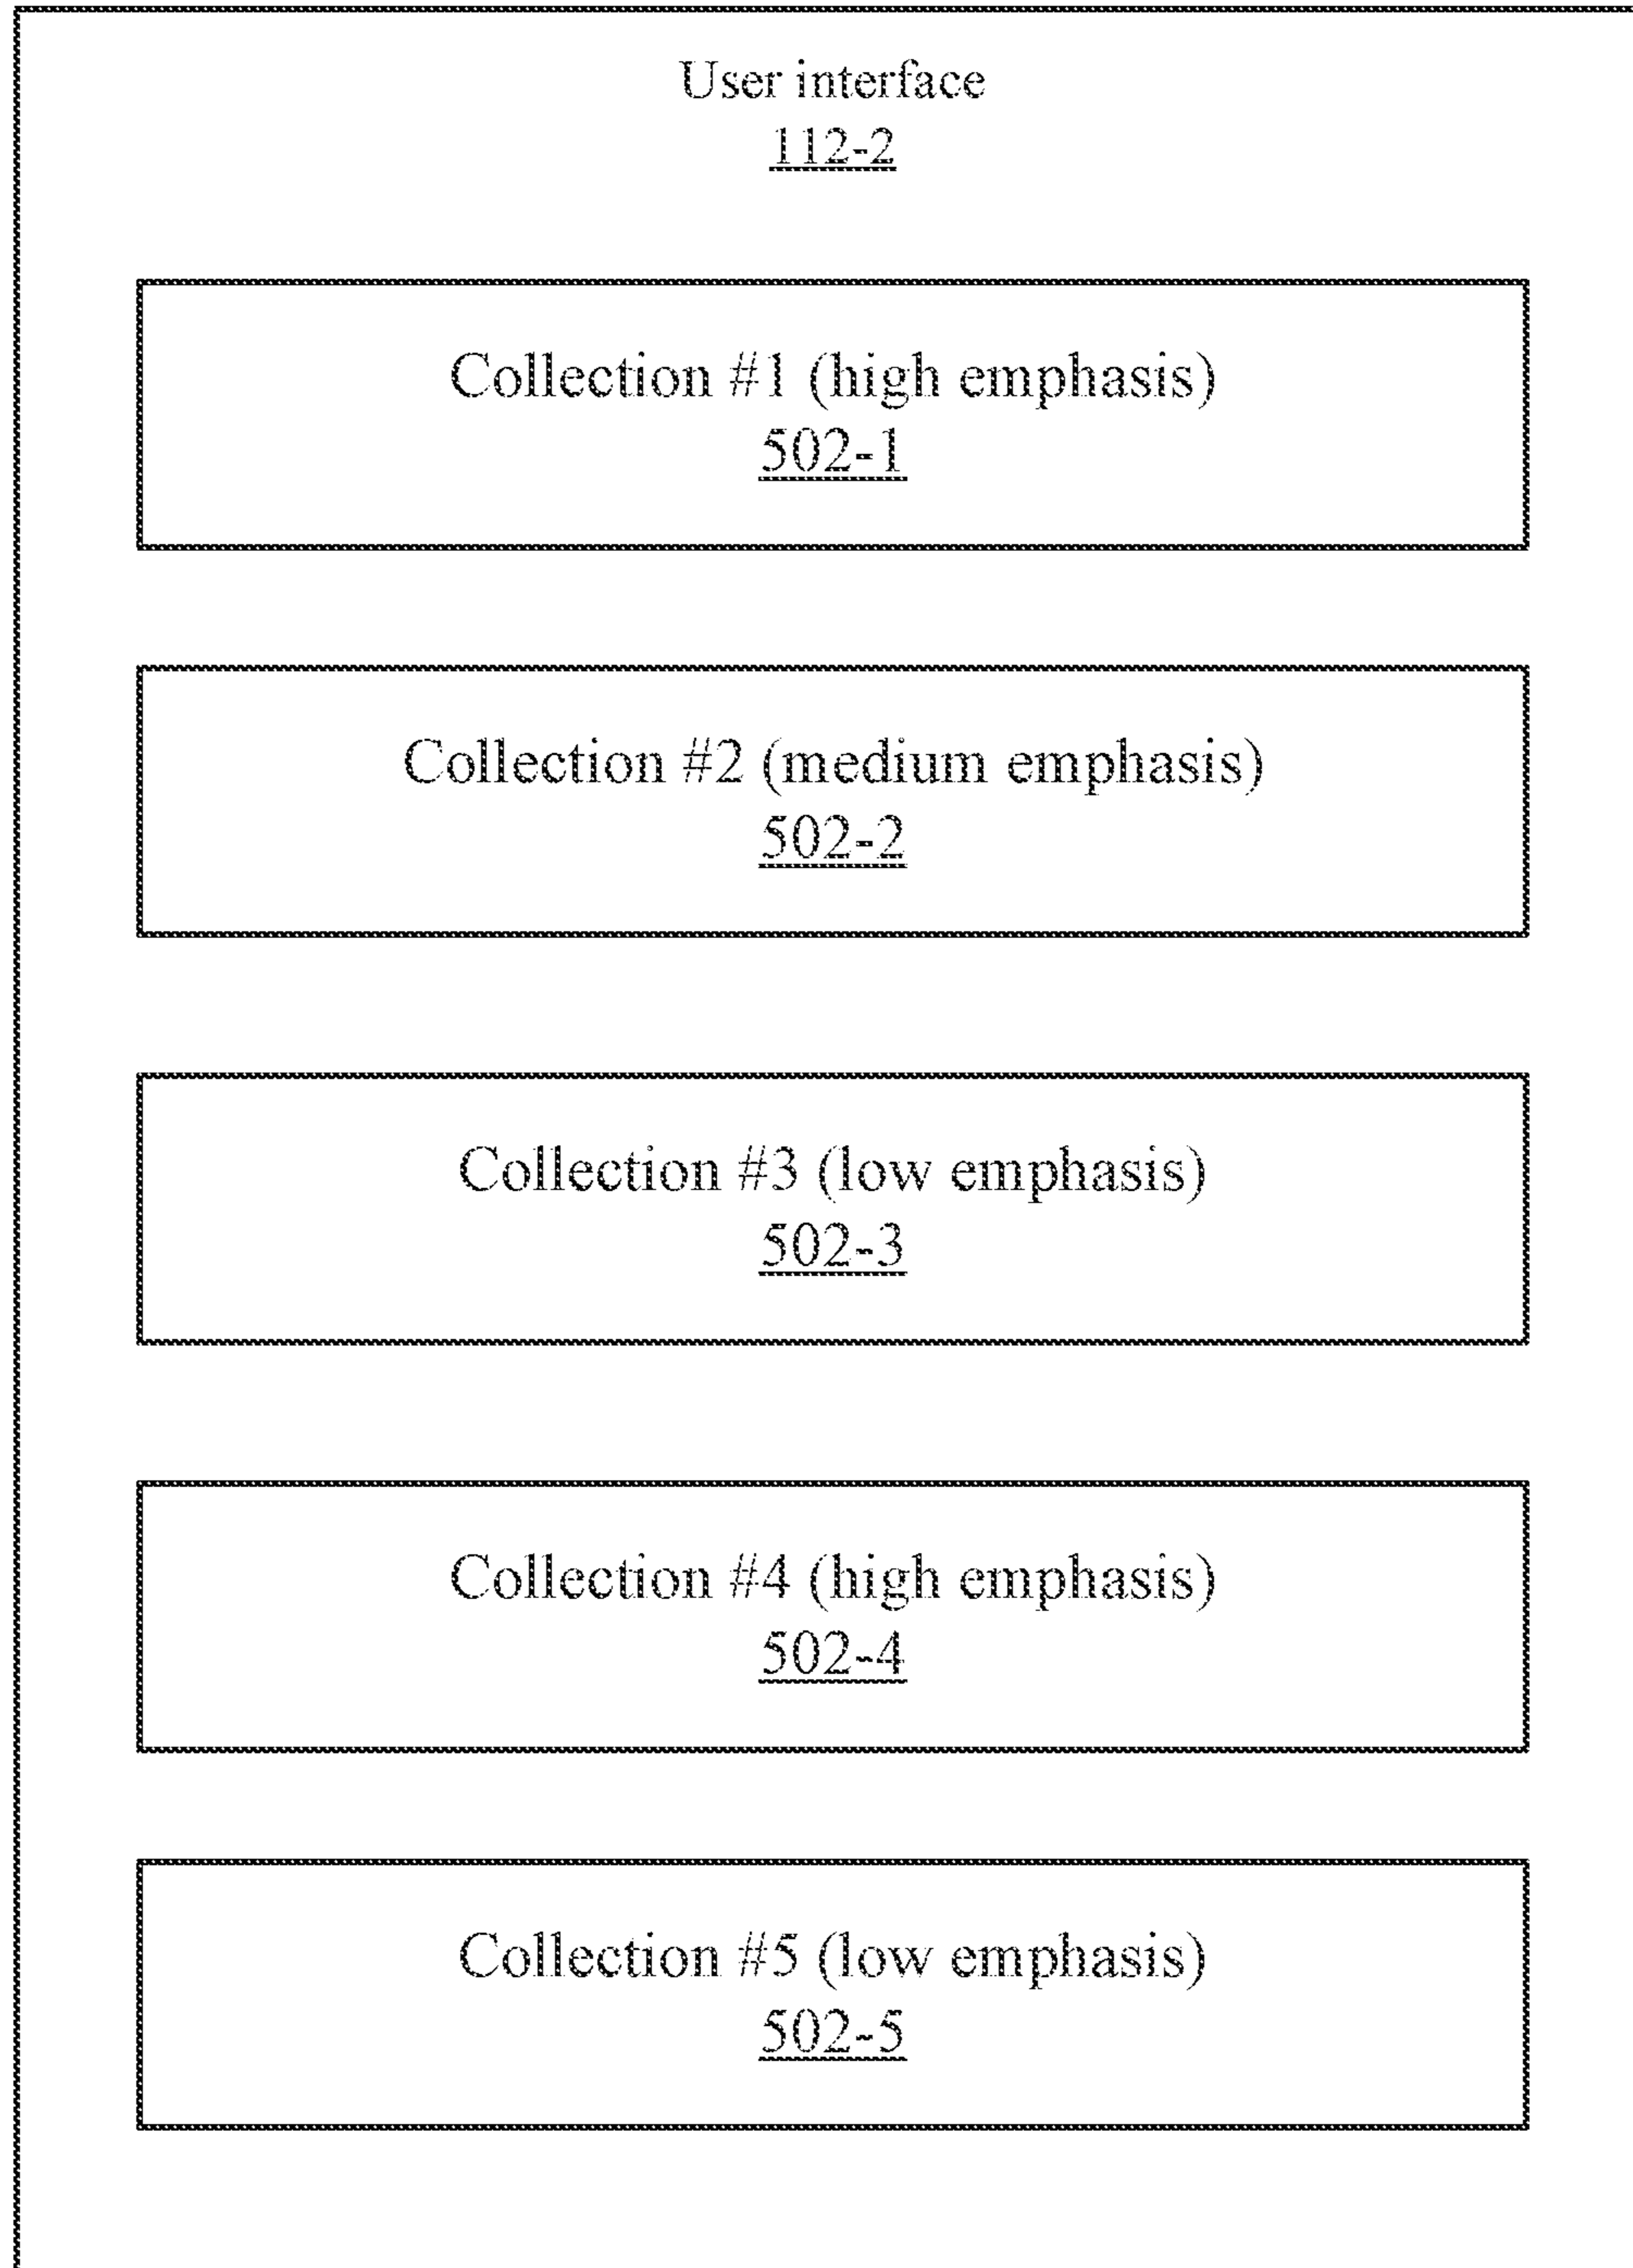 User interface
112-2
Collection #1 (high emphasis)
502-1
Collection #2 (medium emphasis)
502-2
Collection #3 (low emphasis)
502-3
Collection #4 (high emphasis)
502-4
Collection #5 (low emphasis)
502-5